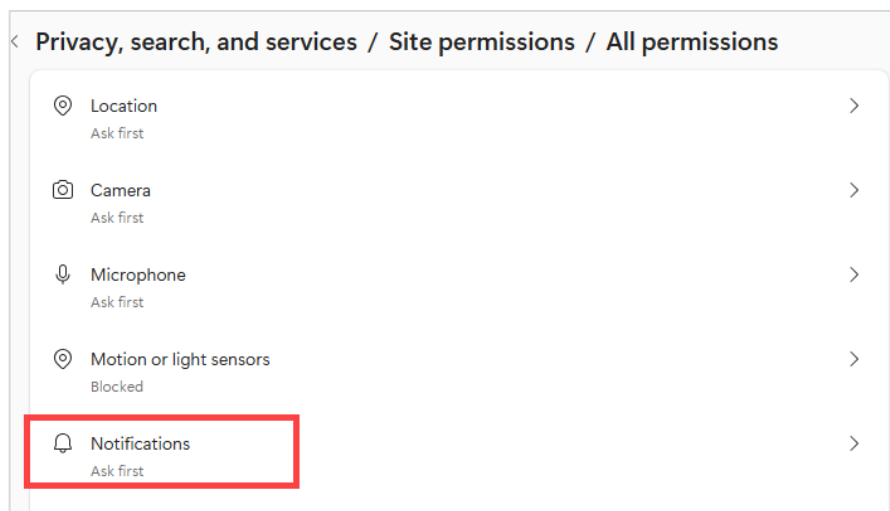 Privacy, search, and services / Site permissions / All permissions
Location
Ask first
Camera
Ask first
Microphone
Ask first
Motion or light sensors
Blocked
Notifications
Ask first